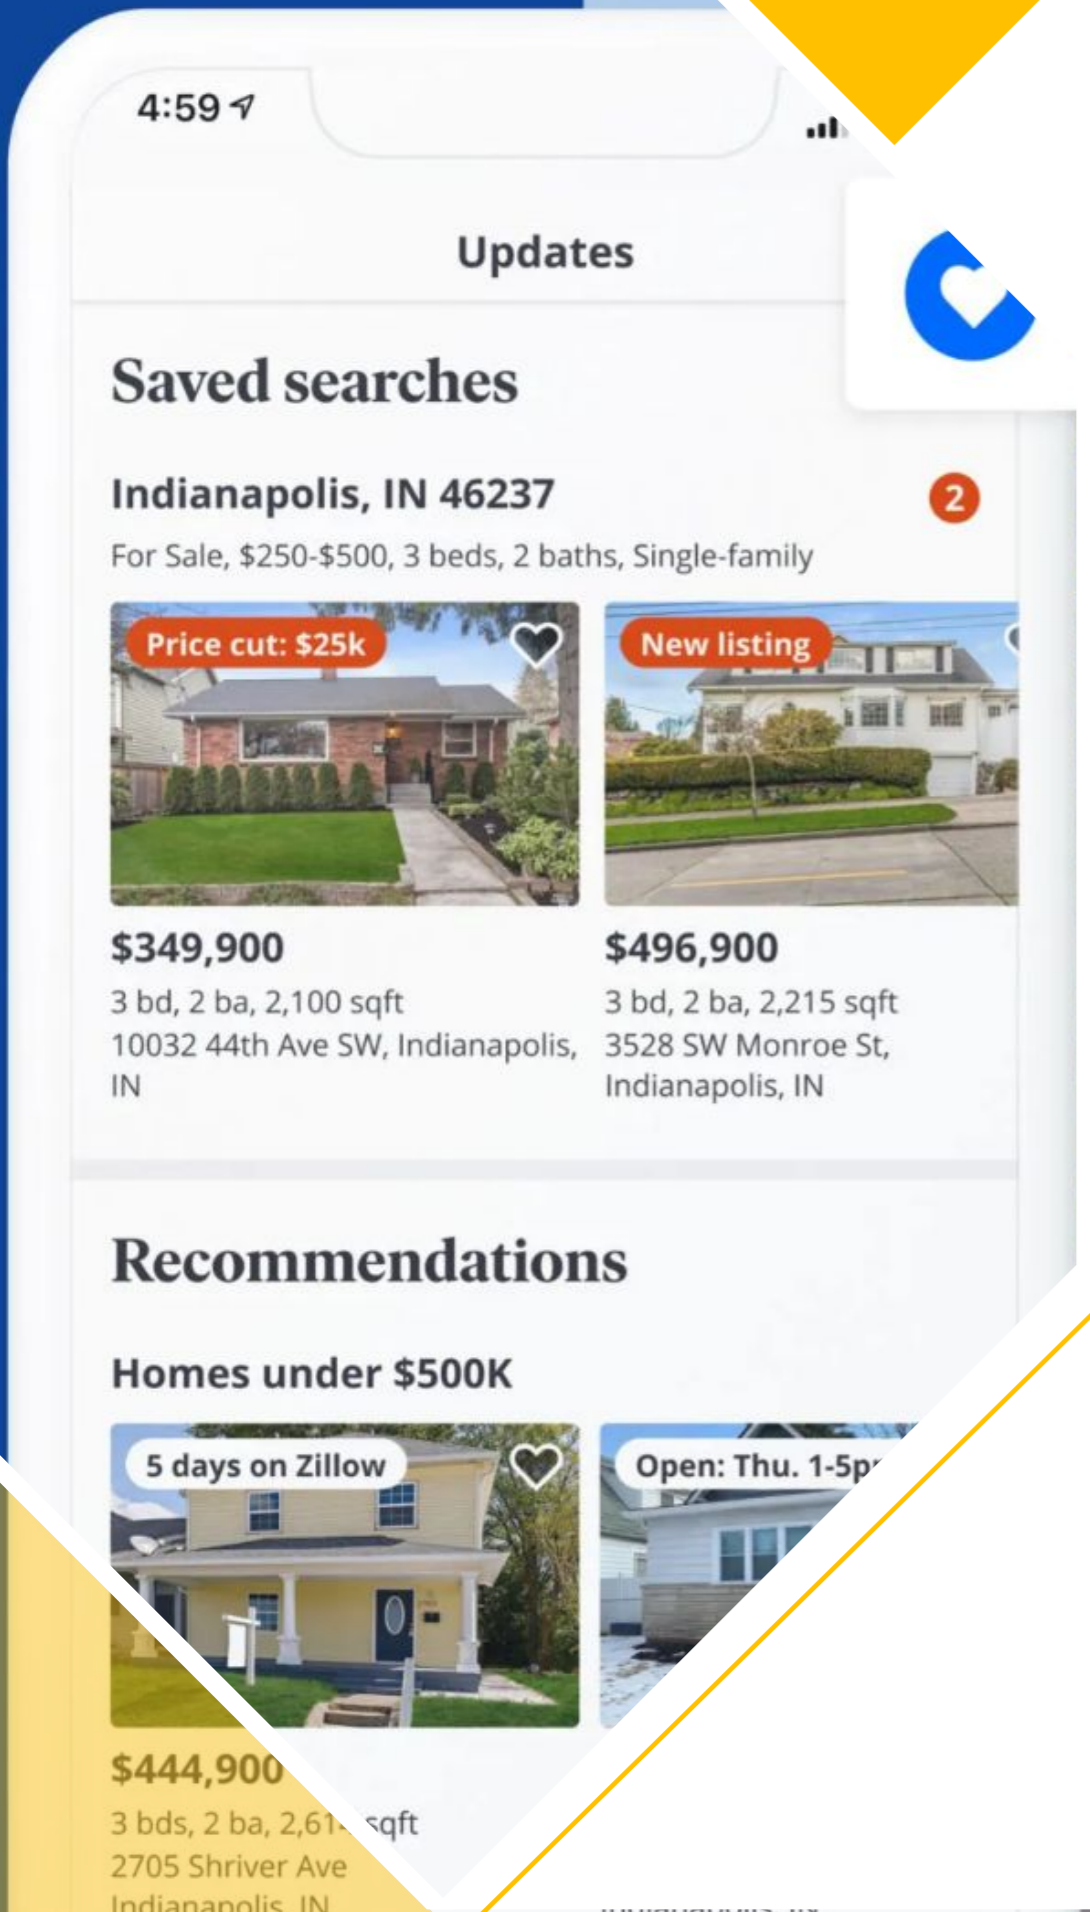 4:59
Updates
Saved searches
Indianapolis, IN 46237
2
For Sale, $250-$500, 3 beds, 2 baths, Single-family
Price cut: $25k
New listing
$349,900
3 bd, 2 ba, 2,100 sqft
10032 44th Ave SW, Indianapolis,
IN
$496,900
3 bd, 2 ba, 2,215 sqft
3528 SW Monroe St,
Indianapolis, IN
Recommendations
Homes under $500K
5 days on Zillow
Open: Thu. 1-5p
$444,900
3 bds, 2 ba, sqft
2705 Shriver Ave
Indianapolis, IN